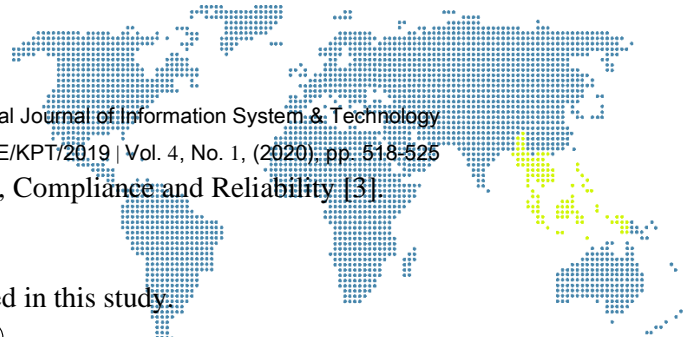 al Journal of Information System & Technology
E/KPT/2019 | Vol. 4, No. 1, (2020), pp. 518-525
, Compliance and Reliability [3].
ed in this study.
)